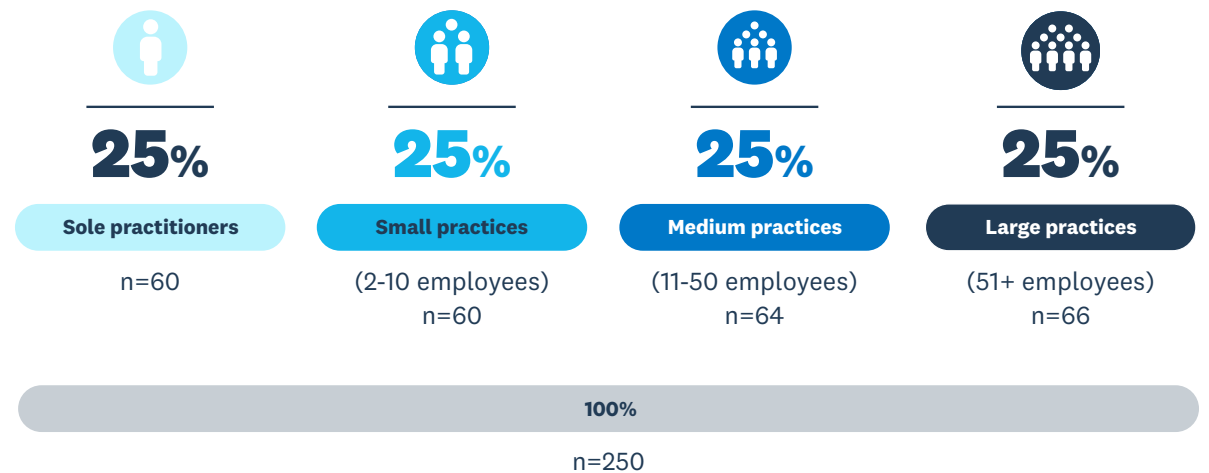 25%
25%
25%
25%
Sole practitioners
Small practices
Medium practices
Large practices
n=60
(2-10 employees)
n=60
(11-50 employees)
n=64
(51+ employees)
n=66
100%
n=250